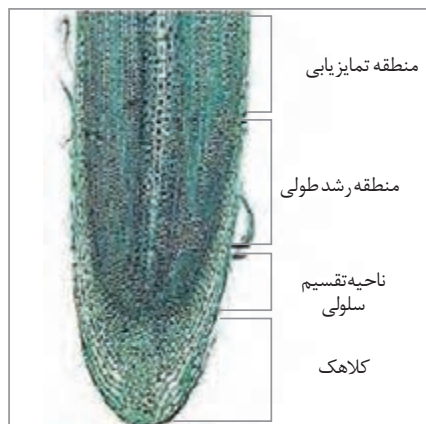 منطقه تمایزیابی
منطقه رشد طولی
ناحیه تقسیم
سلولی
کلاهک